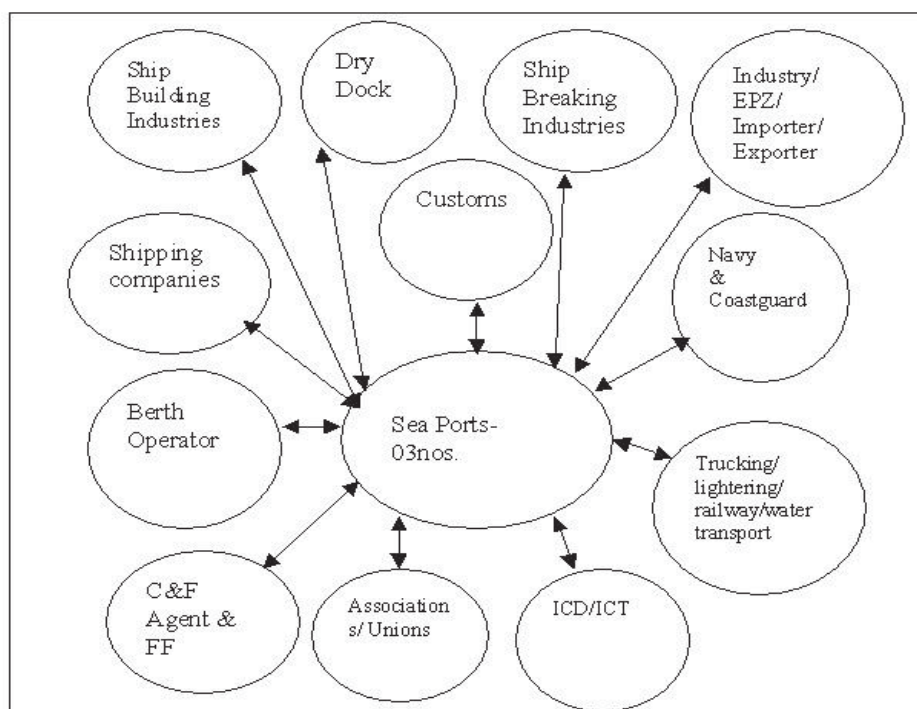 Ship
Building
Industries
Dry
Dock
Ship
Breaking
Industries
Industry/
EPZ/
Importer/
Exporter
Customs
Shipping
companies
Navy
&
Coastguard
Berth
Operator
Sea Ports-
03nos.
Trucking/
lightering/
railway/water
transport
C&F
Agent &
FF
Association
s/ Unions
ICD/ICT